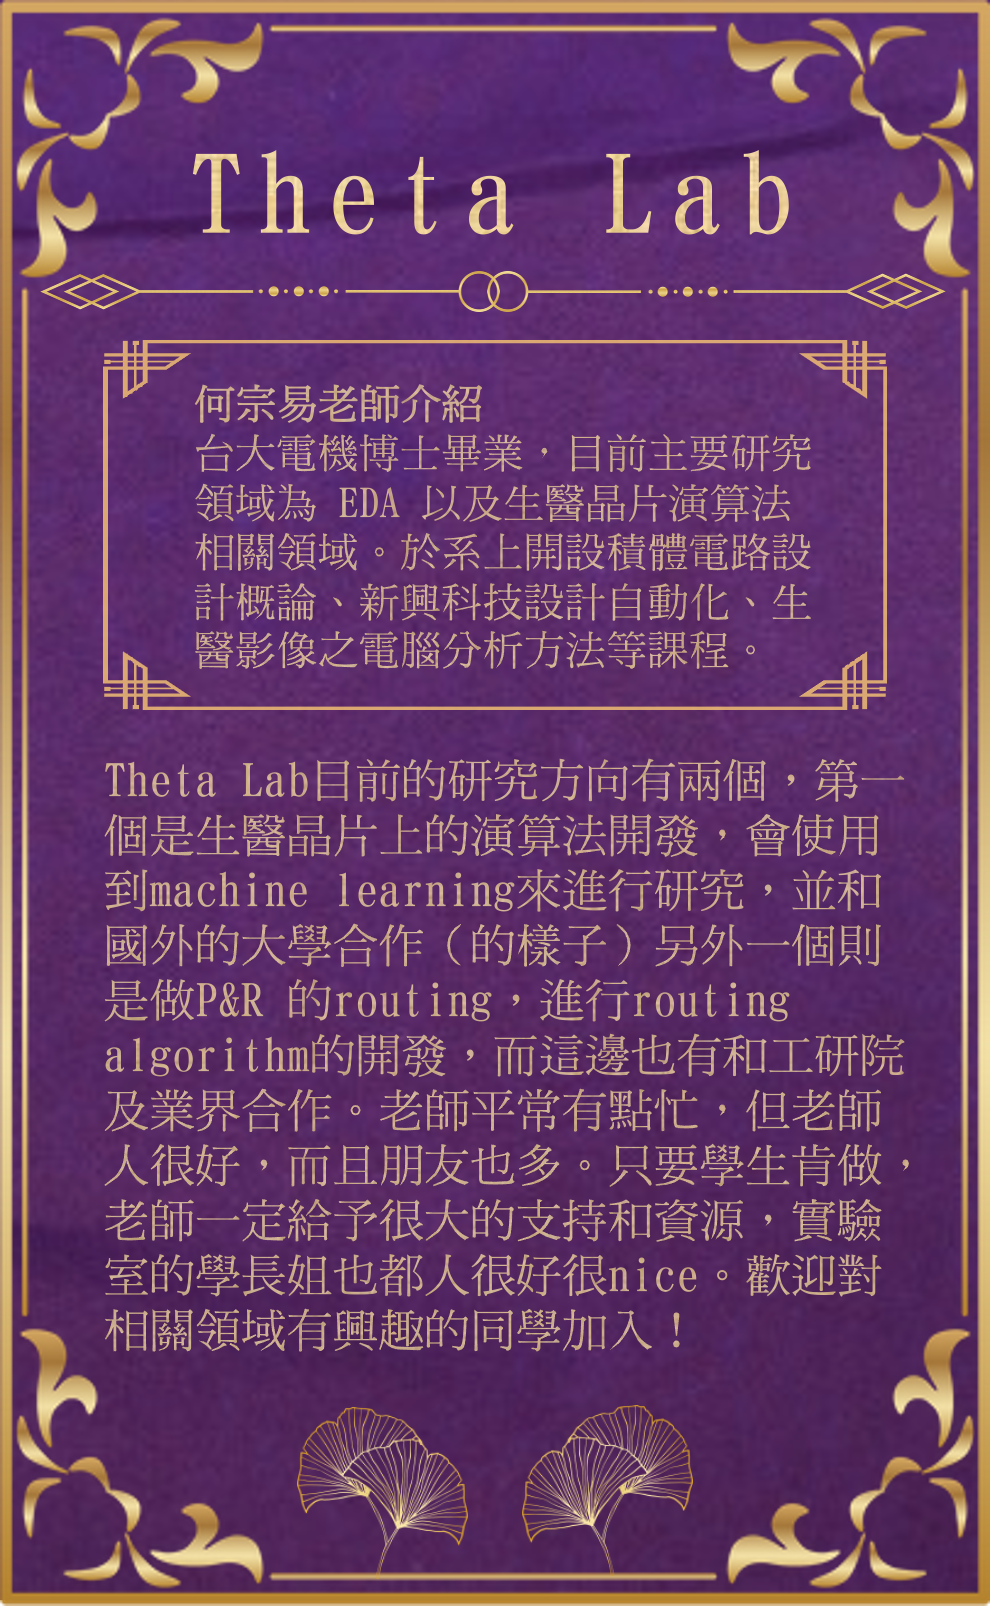 Theta Lab
何宗易老師介紹
台大電機博士畢業，目前主要研究
領域為 EDA 以及生醫晶片演算法
相關領域。於系上開設積體電路設
計概論、新興科技設計自動化、生
醫影像之電腦分析方法等課程。
Theta Lab目前的研究方向有兩個，第一
個是生醫晶片上的演算法開發，會使用
到machine learning來進行研究，並和
國外的大學合作（的樣子）另外一個則
是做P&R 的routing，進行routing
algorithm的開發，而這邊也有和工研院
及業界合作。老師平常有點忙，但老師
人很好，而且朋友也多。只要學生肯做，
老師一定給予很大的支持和資源，實驗
室的學長姐也都人很好很nice。歡迎對
相關領域有興趣的同學加入！